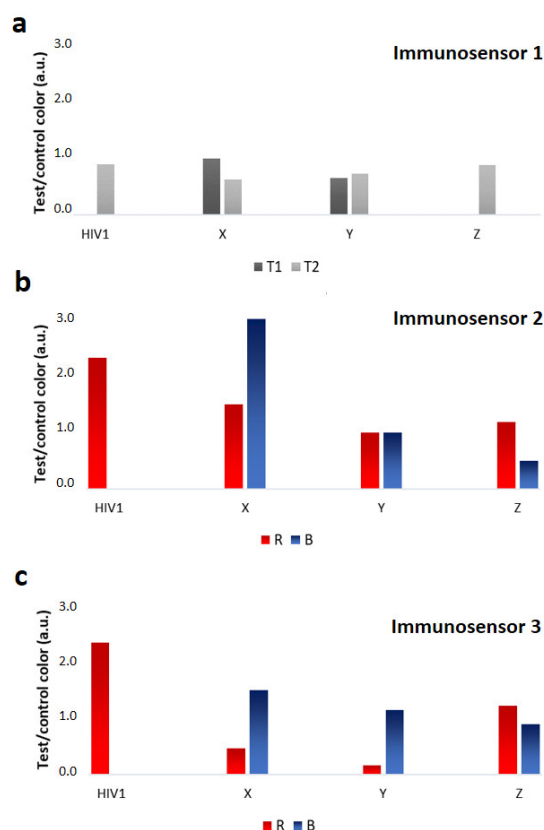 a
Immunosensor 1
Test/control color (a.u.)
3.0
2.0
1.0
0.0
HIV1 X Y Z
T1 T2
b
Immunosensor 2
Test/control color (a.u.)
3.0
2.0
1.0
0.0
HIV1 X Y Z
R B
c
Immunosensor 3
Test/control color (a.u.)
3.0
2.0
1.0
0.0
HIV1 X Y Z
R B